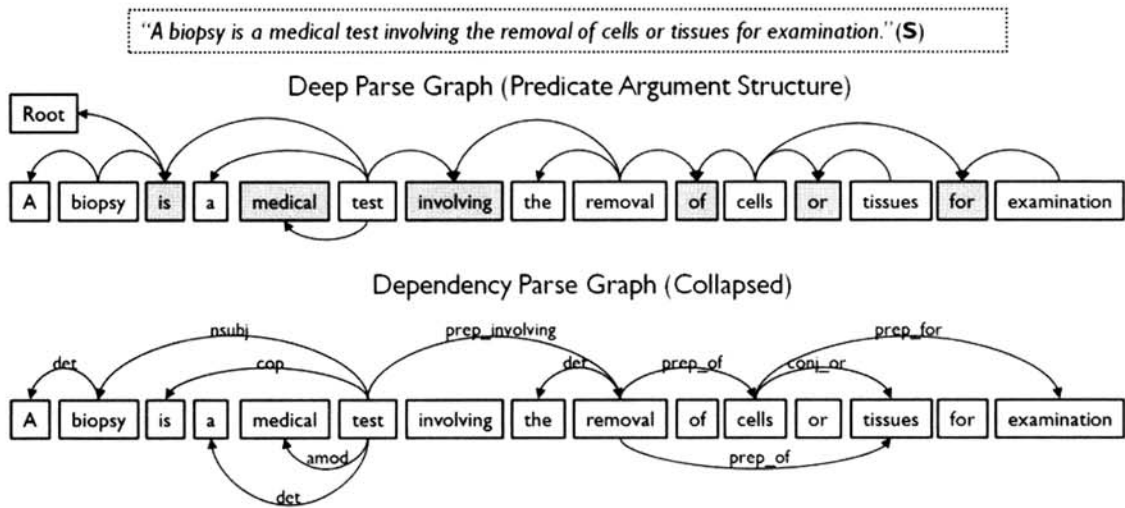 "A biopsy is a medical test involving the removal of cells or tissues for examination." (S)
Deep Parse Graph (Predicate Argument Structure)
Root
A biopsy is a medical test involving the removal of cells or tissues for examination
Dependency Parse Graph (Collapsed)
nsubj prep_involving prep_for
det cop det prep_of conj_or
A biopsy is a medical test involving the removal of cells or tissues for examination
amod prep_of
det